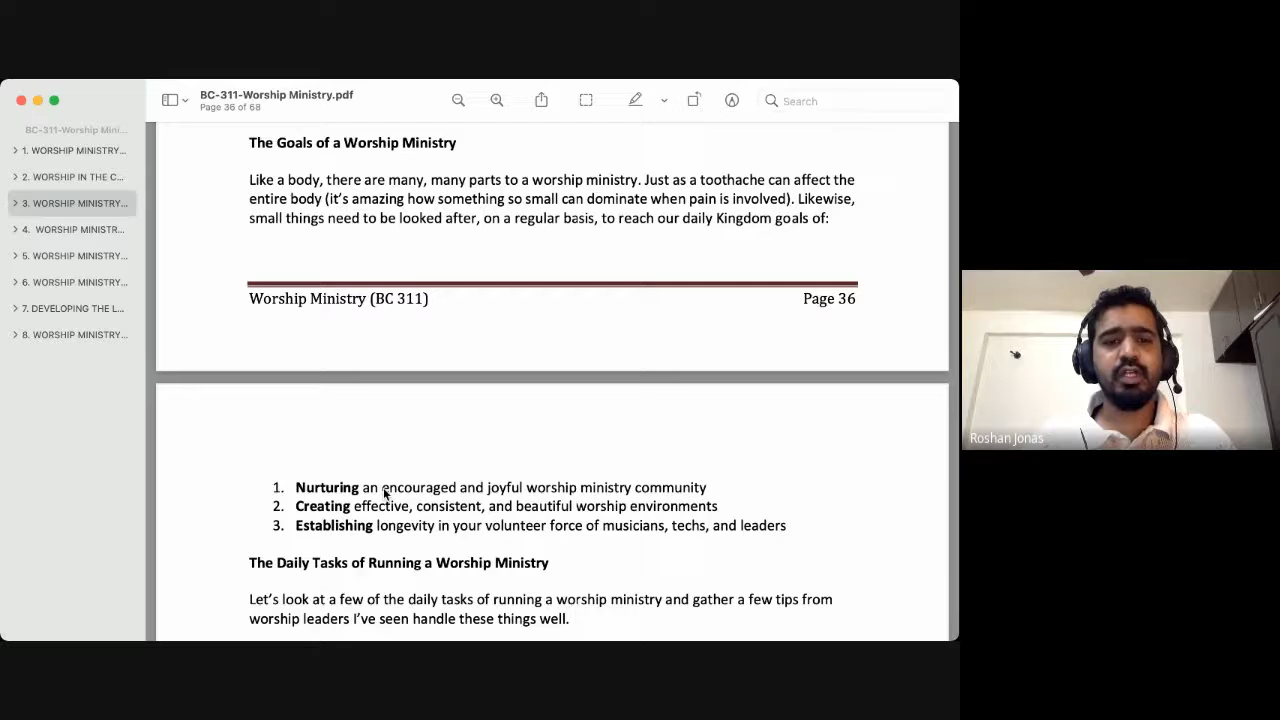 BC-311-Worship Ministry.pdf
Page 36 of 68
Search
BC-311-Worship Mini...
1. WORSHIP MINISTRY...
2. WORSHIP IN THE C...
3. WORSHIP MINISTRY...
4. WORSHIP MINISTR...
5. WORSHIP MINISTRY...
6. WORSHIP MINISTRY...
7. DEVELOPING THE L...
8. WORSHIP MINISTRY...
The Goals of a Worship Ministry
Like a body, there are many, many parts to a worship ministry. Just as a toothache can affect the
entire body (it's amazing how something so small can dominate when pain is involved). Likewise,
small things need to be looked after, on a regular basis, to reach our daily Kingdom goals of:
Worship Ministry (BC 311)
Page 36
1. Nurturing an encouraged and joyful worship ministry community
2. Creating effective, consistent, and beautiful worship environments
3. Establishing longevity in your volunteer force of musicians, techs, and leaders
The Daily Tasks of Running a Worship Ministry
Let's look at a few of the daily tasks of running a worship ministry and gather a few tips from
worship leaders I've seen handle these things well.
Roshan Jonas